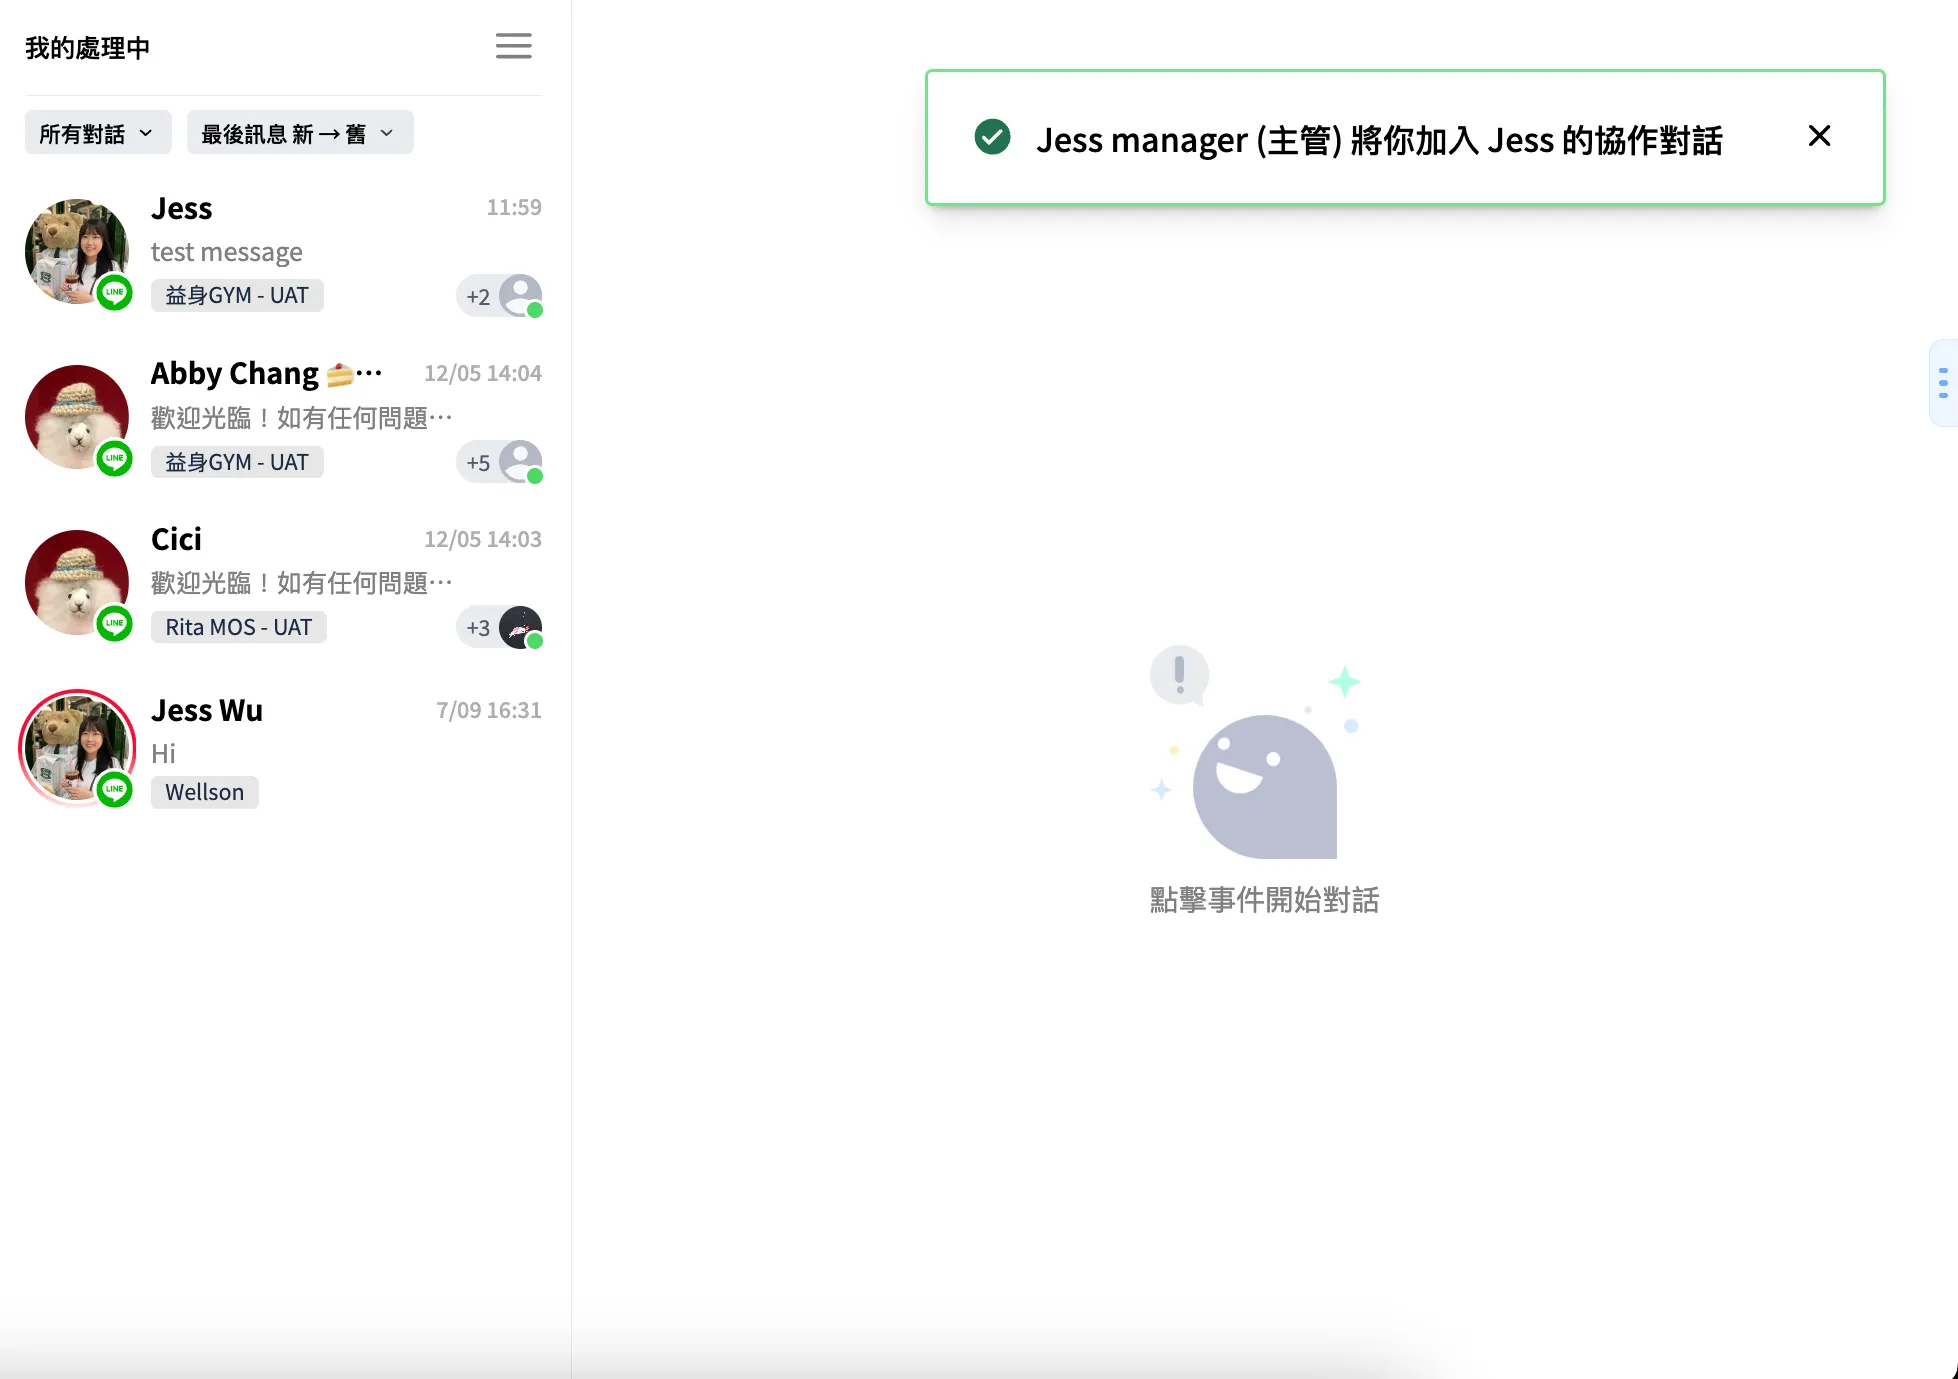 我的處理中
所有對話
最後訊息 新 → 舊
Jess manager (主管) 將你加入 Jess 的協作對話
Jess
11:59
test message
LINE
益身GYM - UAT
+2
Abby Chang 🍰…
12/05 14:04
歡迎光臨！如有任何問題…
LINE
益身GYM - UAT
+5
Cici
12/05 14:03
歡迎光臨！如有任何問題…
LINE
Rita MOS - UAT
+3
Jess Wu
7/09 16:31
Hi
LINE
Wellson
點擊事件開始對話